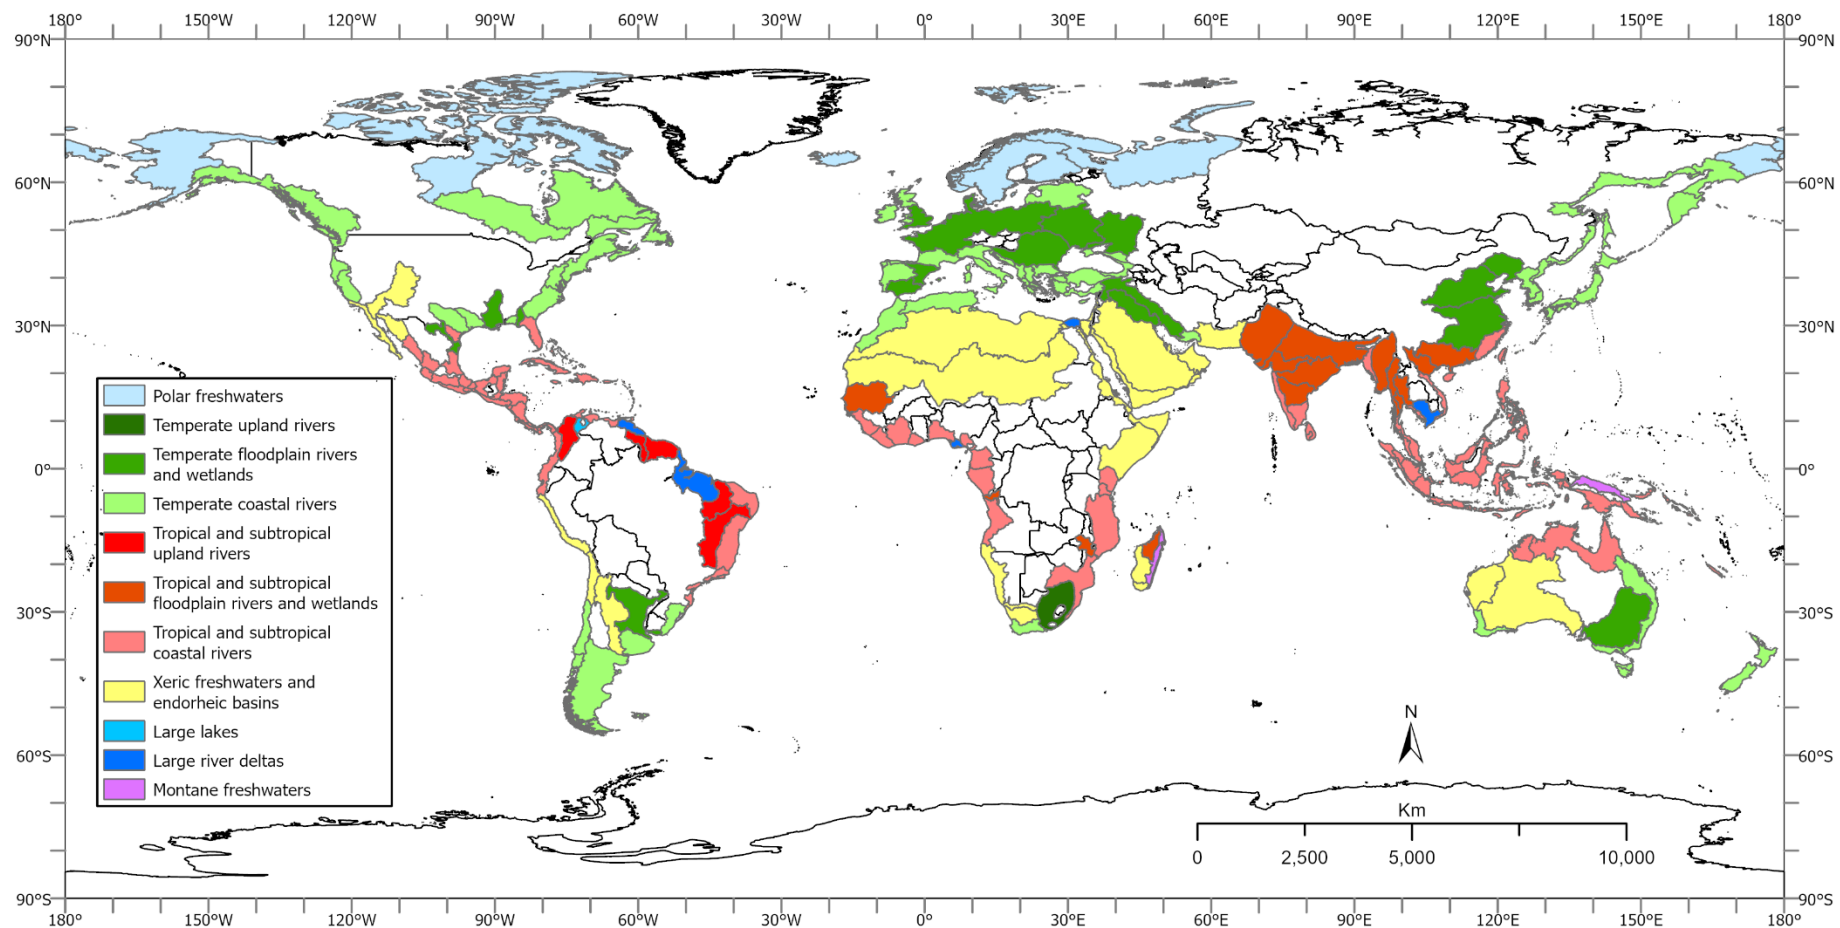 180° 150°W 120°W 90°W 60°W 30°W 0° 30°E 60°E 90°E 120°E 150°E 180°
90°N 90°N
60°N 60°N
30°N 30°N
Polar freshwaters
Temperate upland rivers
Temperate floodplain rivers
and wetlands
0° 0°
Temperate coastal rivers
Tropical and subtropical
upland rivers
Tropical and subtropical
floodplain rivers and wetlands
30°S 30°S
Tropical and subtropical
coastal rivers
Xeric freshwaters and
endorheic basins
Large lakes
Large river deltas
Montane freshwaters
N
60°S 60°S
Km
0 2,500 5,000 10,000
90°S 90°S
180° 150°W 120°W 90°W 60°W 30°W 0° 30°E 60°E 90°E 120°E 150°E 180°